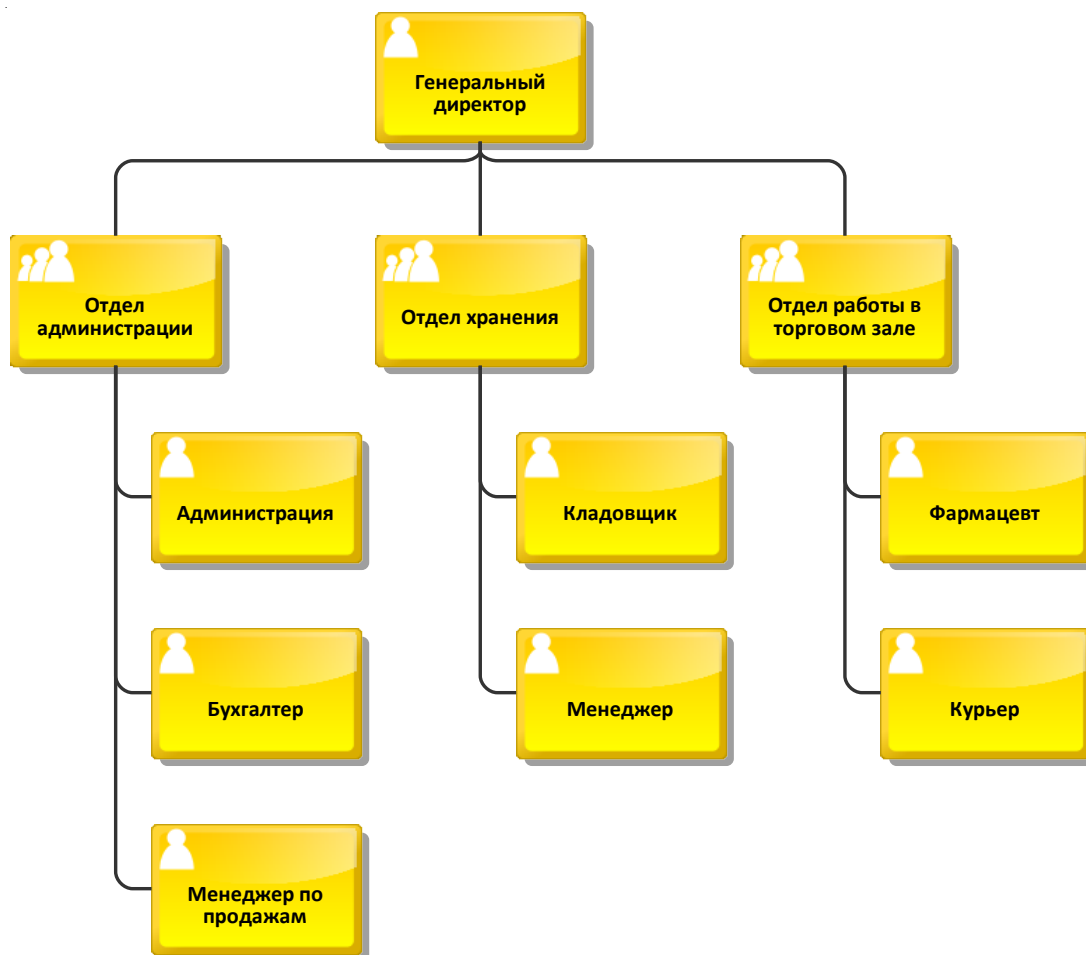 Генеральный
директор
Отдел
администрации
Отдел хранения
Отдел работы в
торговом зале
Администрация
Кладовщик
Фармацевт
Бухгалтер
Менеджер
Курьер
Менеджер по
продажам